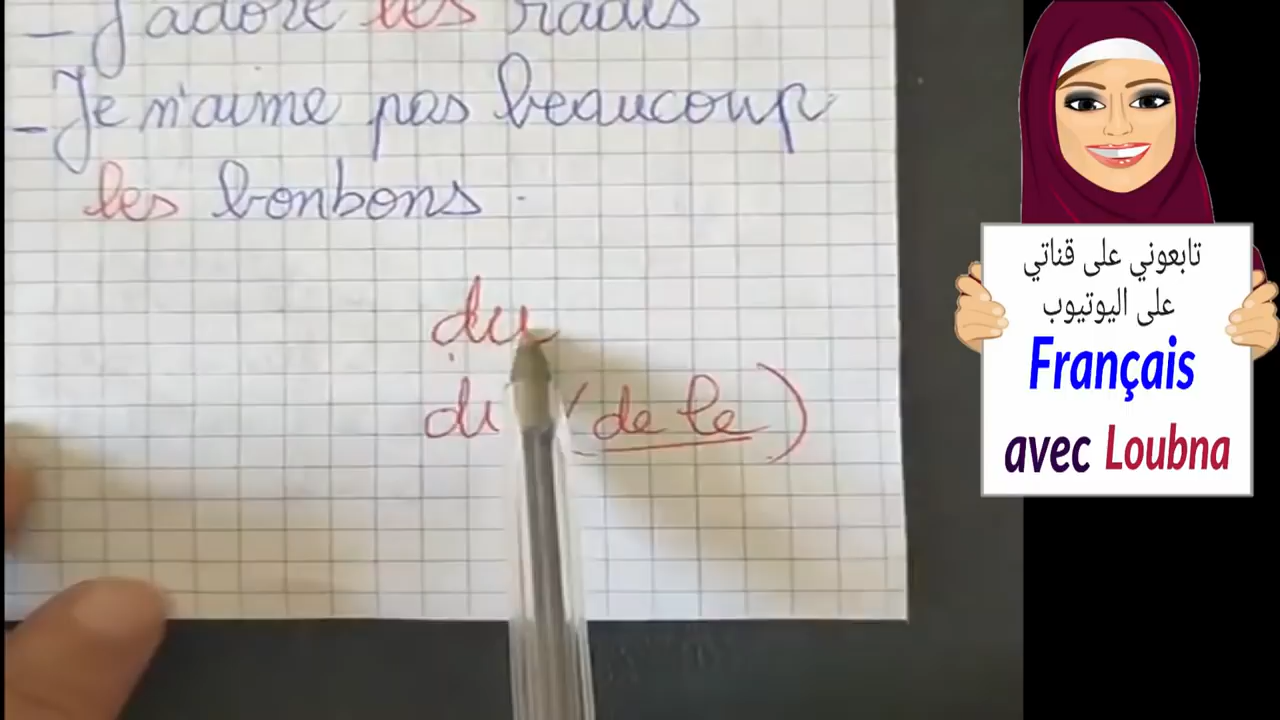 - J'adore les radis
- Je n'aime pas beaucoup
les bonbons.
du
du (de le)
تابعوني على قناتي
على اليوتيوب
Français
avec Loubna